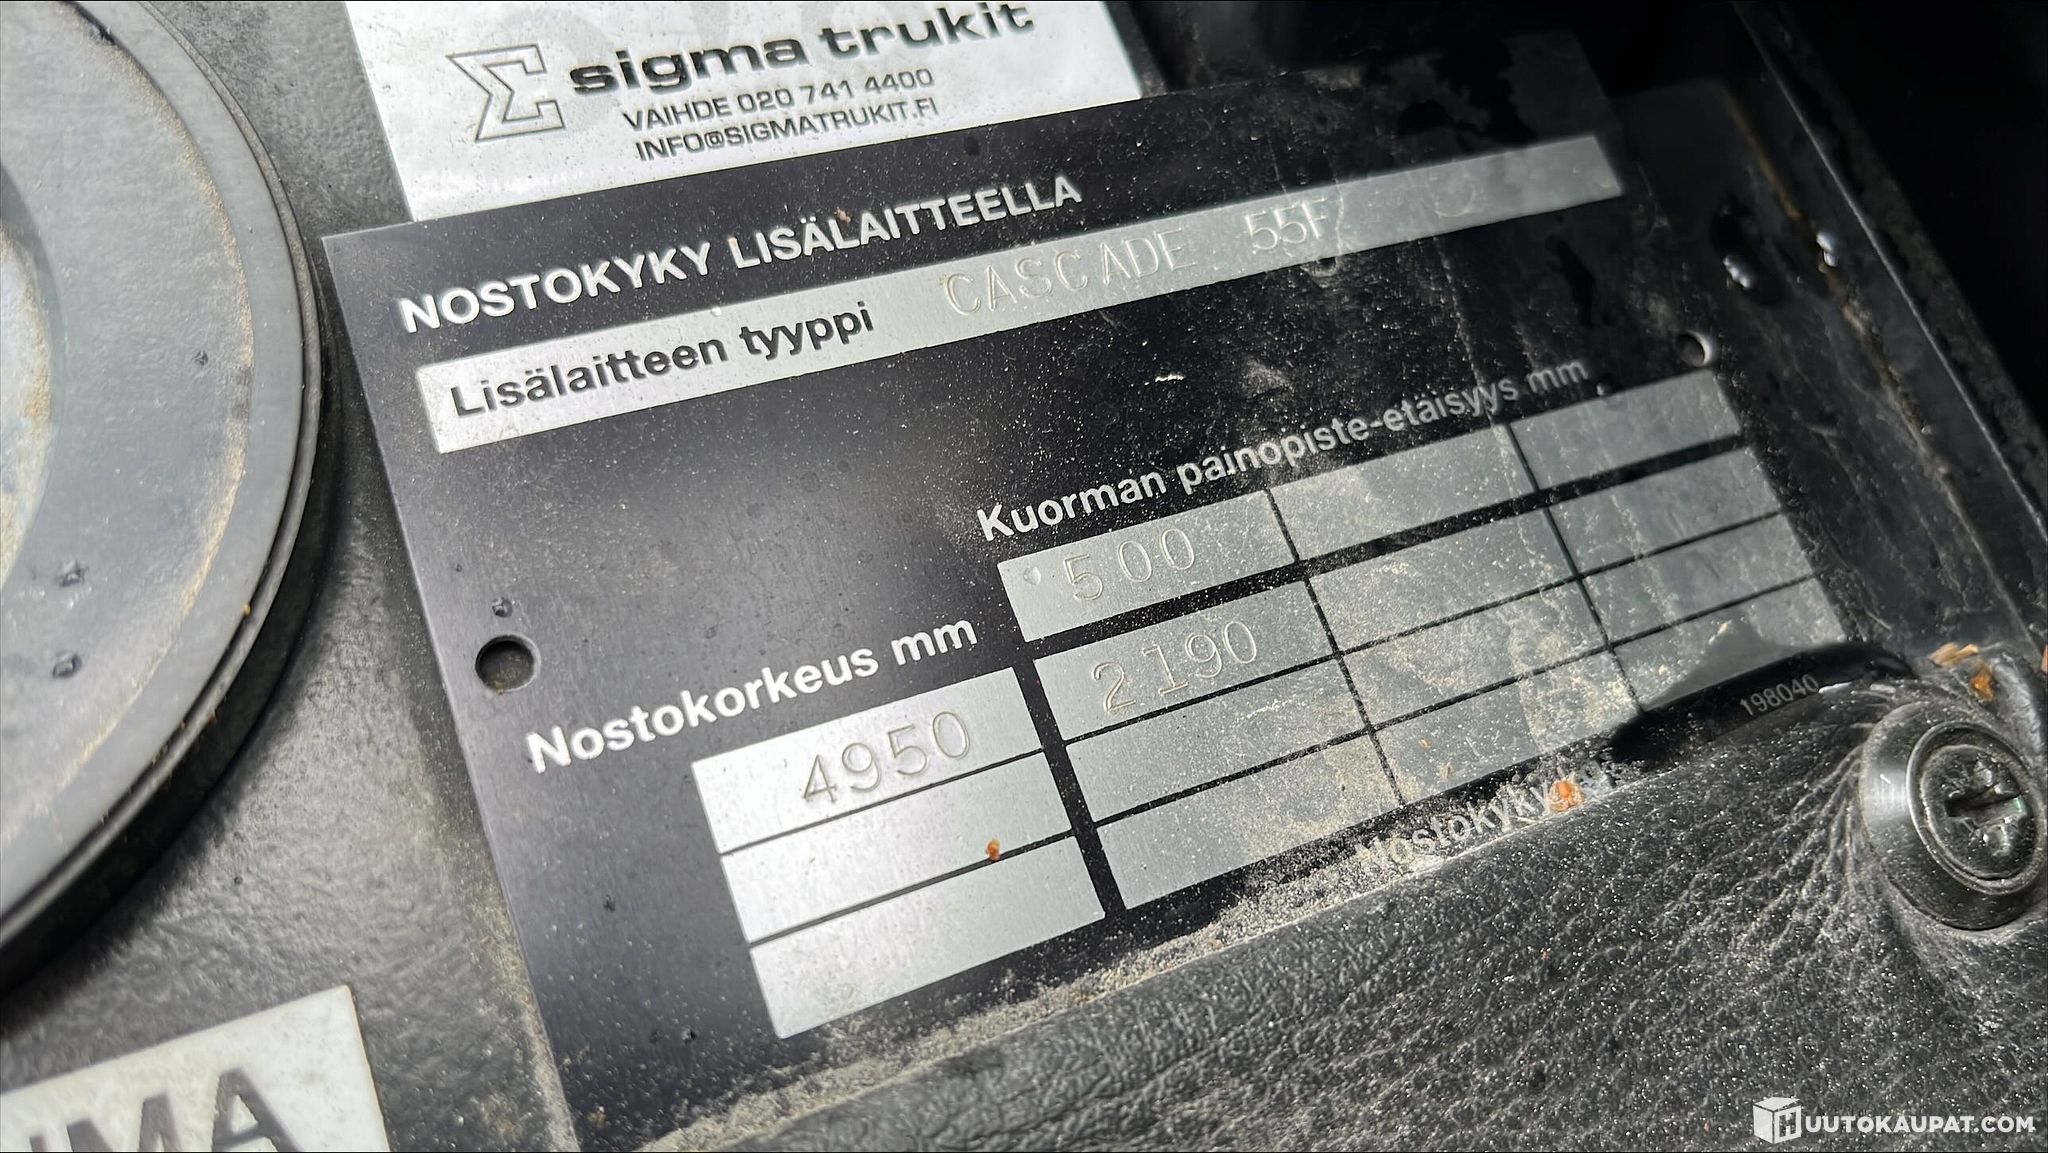 sigma trukit
VAIHDE 020 741 4400
INFO@SIGMATRUKIT.FI
NOSTOKYKY LISÄLAITTEELLA
Lisälaitteen tyyppi CASCADE 55F
Kuorman painopiste-etäisyys mm
500
Nostokorkeus mm
4950 2190
198040
Nostokyky
HUUTOKAUPAT.COM